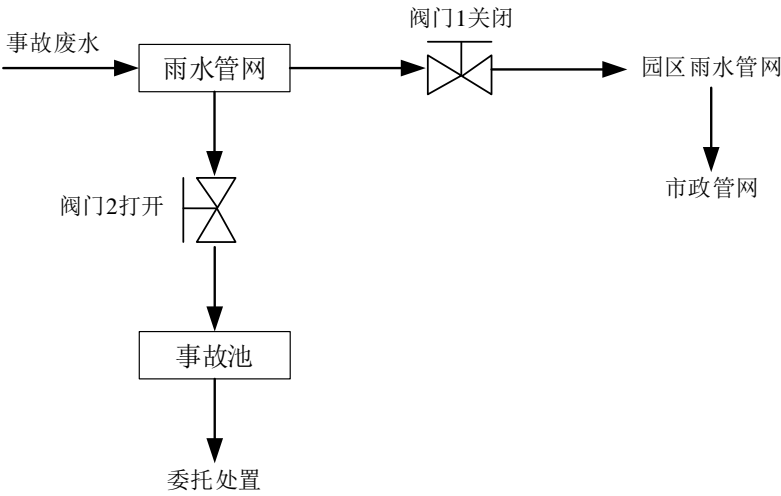 阀门1关闭
事故废水
雨水管网
园区雨水管网
市政管网
阀门2打开
事故池
委托处置